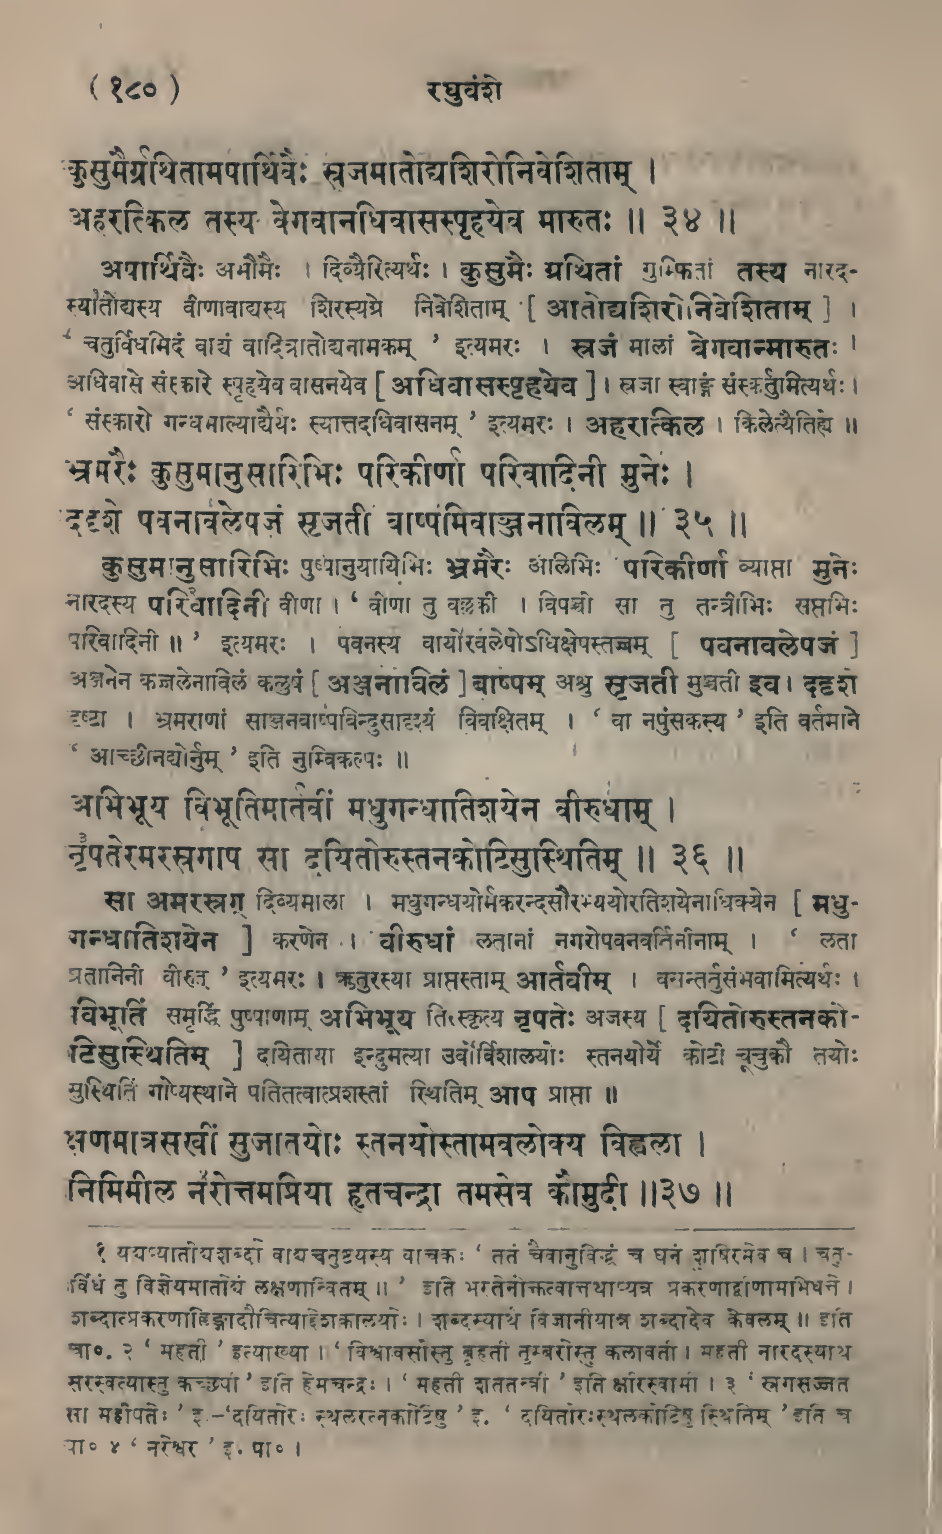 ( १८० ) रघुवंशे
कुसुमैर्ग्रथितामपार्थिवैः स्रजमातोद्यशिरोनिवेशिताम् ।
अहरत्किल तस्य वेगवानधिवासस्पृहयेव मारुतः ॥ ३४ ॥
अपार्थिवैः अभौमैः । दिव्यैरित्यर्थः । कुसुमैः ग्रथितां गुम्फितां तस्य नारद-
स्यातोद्यस्य वीणावाद्यस्य शिरस्यग्रे निवेशिताम् [ आतोद्यशिरोनिवेशिताम् ] ।
‘ चतुर्विधमिदं वाद्यं वादित्रातोद्यनामकम् ’ इत्यमरः । स्रजं मालां वेगवान्मारुतः ।
अधिवासे संस्कारे स्पृहयेव वासनयेव [ अधिवासस्पृहयेव ] । स्रजा स्वाङ्गं संस्कर्तुमित्यर्थः ।
‘ संस्कारो गन्धमाल्याद्यैर्यः स्यात्तदधिवासनम् ’ इत्यमरः । अहरत्किल । किलेत्यैतिह्ये ॥
भ्रमरैः कुसुमानुसारिभिः परिकीर्णा परिवादिनी मुनेः ।
ददृशे पवनावलेपजं सृजती वाष्पमिवाञ्जनाविलम् ॥ ३५ ॥
कुसुमानुसारिभिः पुष्पानुयायिभिः भ्रमरैः अलिभिः परिकीर्णा व्याप्ता मुनेः
नारदस्य परिवादिनी वीणा । ‘ वीणा तु वल्लकी । विपञ्ची सा तु तन्त्रीभिः सप्तभिः
परिवादिनी ॥ ’ इत्यमरः । पवनस्य वायोरवलेपोऽधिक्षेपस्तज्जम् [ पवनावलेपजं ]
अञ्जनेन कज्जलेनाविलं कलुषं [ अञ्जनाविलं ] बाष्पम् अश्रु सृजती मुञ्चती इव । ददृशे
दृष्टा । भ्रमराणां साञ्जनवाष्पबिन्दुसादृश्यं विवक्षितम् । ‘ वा नपुंसकस्य ’ इति वर्तमाने
‘ आच्छीनद्योर्नुम् ’ इति नुम्विकल्पः ॥
अभिभूय विभूतिमार्तवीं मधुगन्धातिशयेन वीरुधाम् ।
नृपतेरमरस्रगाप सा दयितोरुस्तनकोटिसुस्थितिम् ॥ ३६ ॥
सा अमरस्रग् दिव्यमाला । मधुगन्धयोर्मकरन्दसौरभ्ययोरतिशयेनाधिक्येन [ मधु-
गन्धातिशयेन ] करणेन । वीरुधां लतानां नगरोपवनवर्तिनीनाम् । ‘ लता
प्रतानिनी वीरुत् ’ इत्यमरः । ऋतुरस्या प्राप्तस्ताम् आर्तवीम् । वसन्तर्तुसंभवामित्यर्थः ।
विभूतिं समृद्धिं पुष्पाणाम् अभिभूय तिरस्कृत्य नृपतेः अजस्य [ दयितोरुस्तनको-
टिसुस्थितिम् ] दयिताया इन्दुमत्या उर्वोर्विशालयोः स्तनयोर्ये कोटी चूचुकौ तयोः
सुस्थितिं गोप्यस्थाने पतितत्वात्प्रशस्तां स्थितिम् आप प्राप्ता ॥
क्षणमात्रसखीं सुजातयोः स्तनयोस्तामवलोक्य विह्वला ।
निमिमील नरोत्तमप्रिया हृतचन्द्रा तमसेव कौमुदी ॥३७ ॥
१ यद्यप्यातोद्यशब्दो वाद्यचतुष्टयस्य वाचकः ‘ ततं चैवानुविद्धं च घनं शुषिरमेव च । चतु-
र्विधं तु विज्ञेयमातोद्यं लक्षणान्वितम् ॥ ’ इति भरतेनोक्तत्वात्तथाप्यत्र प्रकरणाद्वीणामभिधत्ते ।
शब्दात्प्रकरणाल्लिङ्गादौचित्याद्देशकालयोः । शब्दस्यार्थं विजानीयान्न शब्दादेव केवलम् ॥ इति
चा०. २ ‘ महती ’ इत्याख्या । ‘ विश्वावसोस्तु बृहती तुम्बरोस्तु कलावती । महती नारदस्याथ
सरस्वत्यास्तु कच्छपी ’ इति हेमचन्द्रः । ‘ महती शततन्त्री ’ इति क्षीरस्वामी । ३ ‘ स्रगसज्जत
सा महीपतेः ’ इ.-‘दयितोरः स्थलरत्नकोटिषु ’ इ. ‘ दयितोरःस्थलकोटिषु स्थितिम् ’ इति च
पा० ४ ‘ नरेश्वर ’ इ. पा० ।